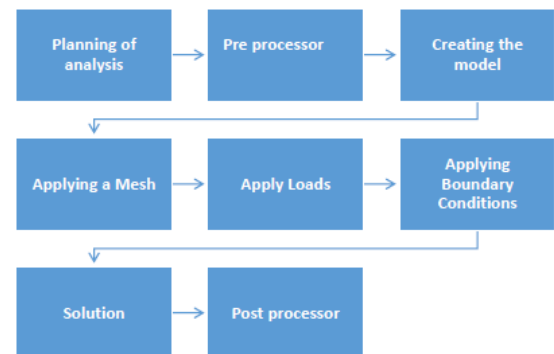 Planning of
analysis
Pre processor
Creating the
model
Applying a Mesh
Apply Loads
Applying
Boundary
Conditions
Solution
Post processor